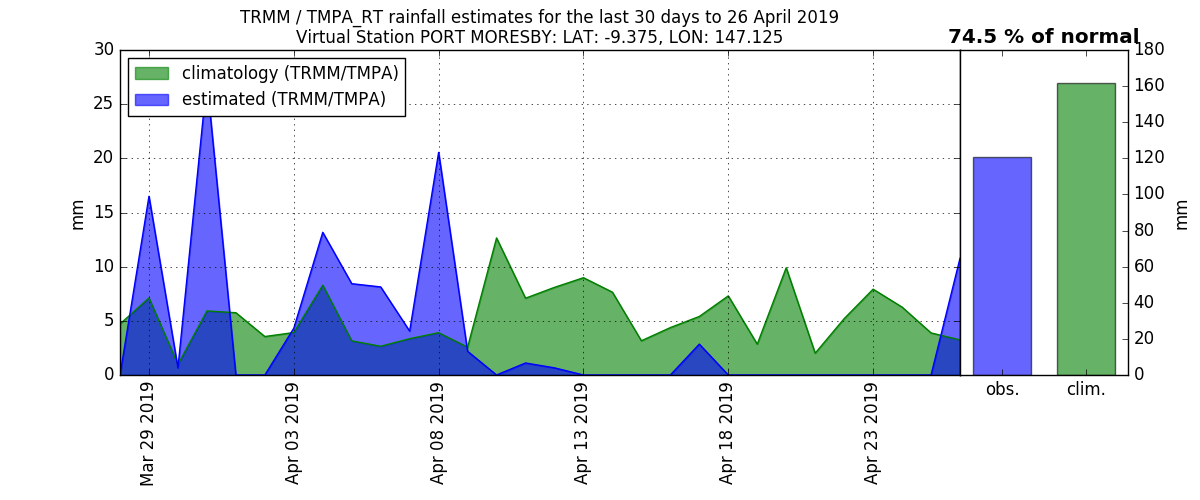 TRMM / TMPA_RT rainfall estimates for the last 30 days to 26 April 2019
Virtual Station PORT MORESBY: LAT: -9.375, LON: 147.125
74.5 % of normal
climatology (TRMM/TMPA)
estimated (TRMM/TMPA)
30
25
20
15
10
5
0
mm
Mar 29 2019
Apr 03 2019
Apr 08 2019
Apr 13 2019
Apr 18 2019
Apr 23 2019
obs.
clim.
180
160
140
120
100
80
60
40
20
0
mm